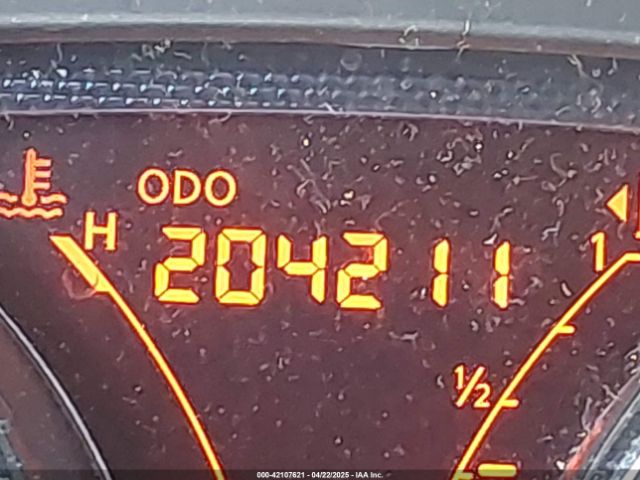 ODO
H 204211 1
1/2
000-42107621 - 04/22/2025 - IAA Inc.